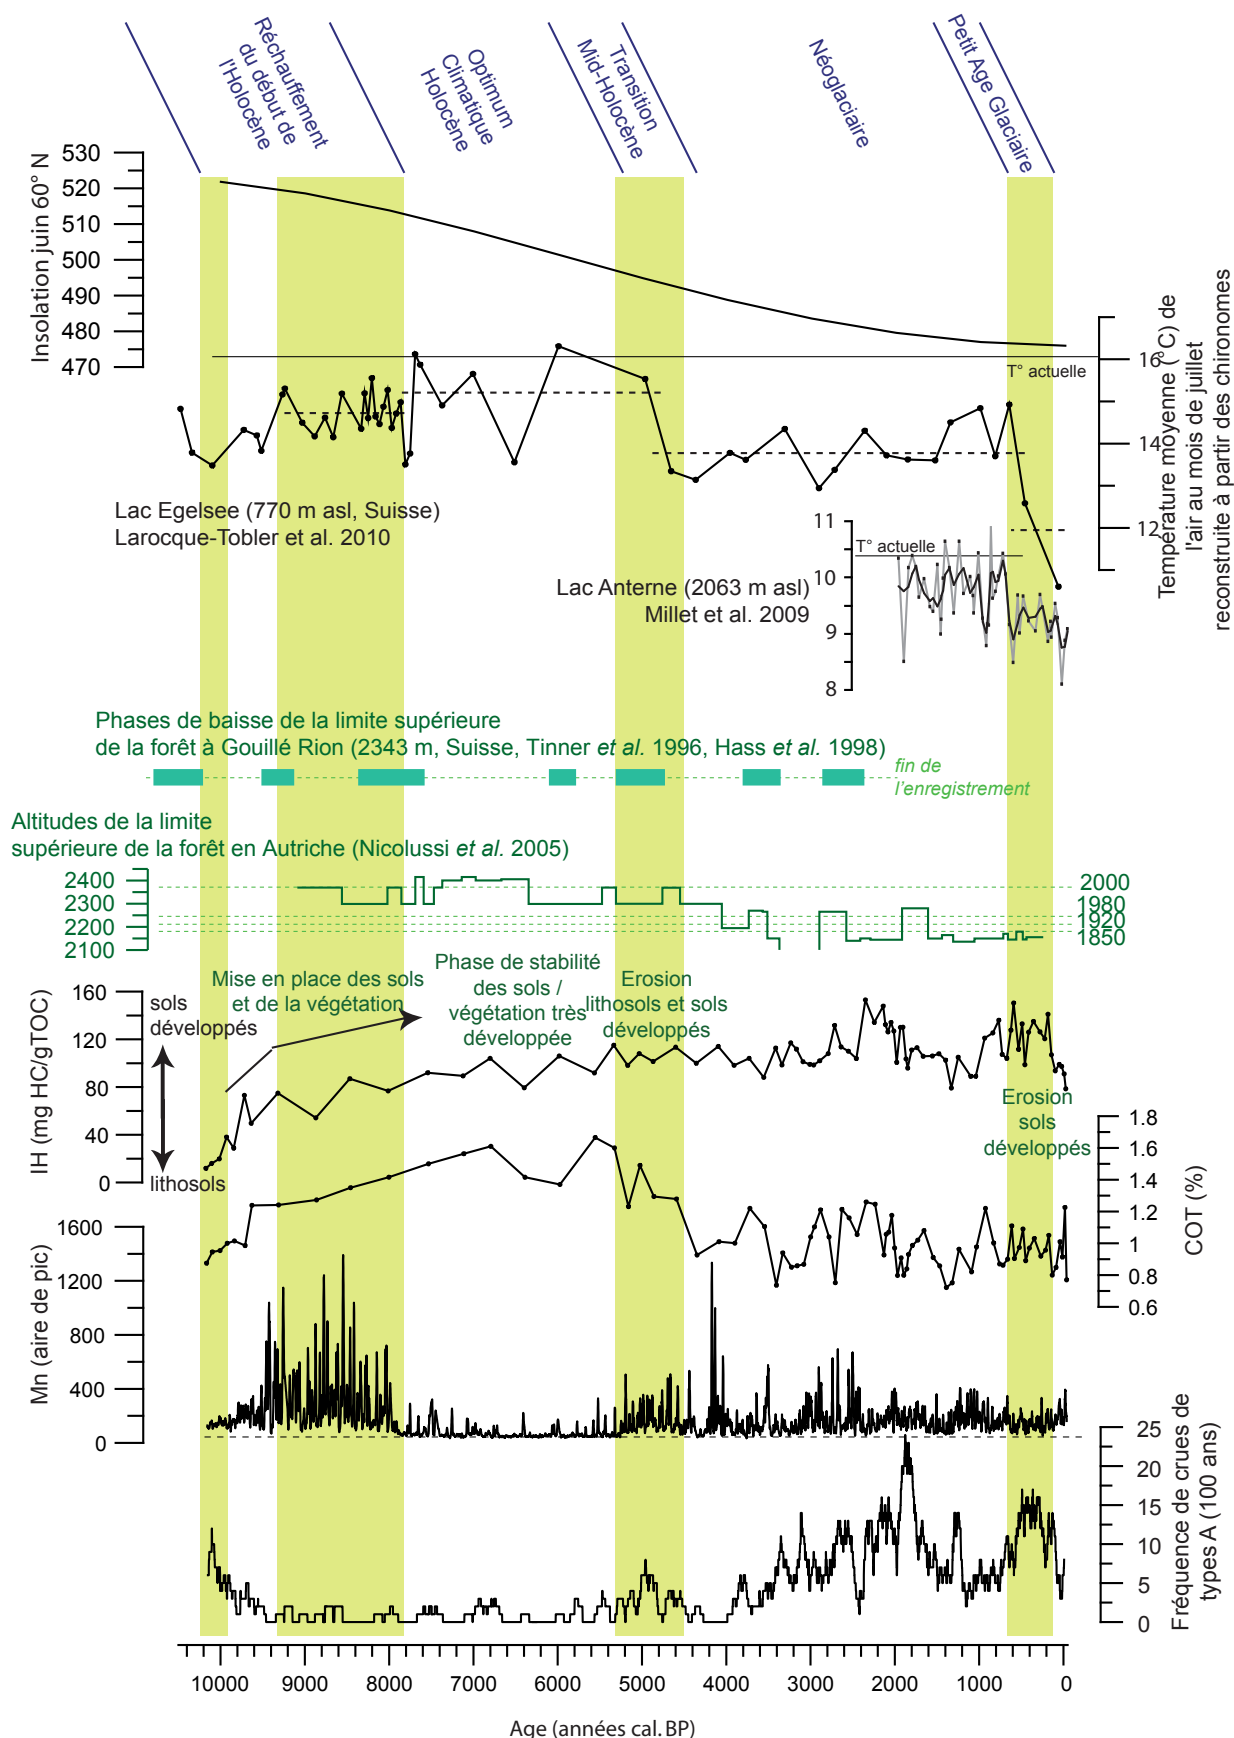 Réchauffement
du début de
l'Holocène
Optimum
Climatique
Holocène
Transition
Mid-Holocène
Néoglaciaire
Petit Age Glaciaire
Insolation juin 60° N
530
520
510
500
490
480
470
T° actuelle
16
14
12
Température moyenne (° C) de
l'air au mois de juillet
reconstruite à partir des chironomes
Lac Egelsee (770 m asl, Suisse)
Larocque-Tobler et al. 2010
11
10
9
8
T° actuelle
Lac Anterne (2063 m asl)
Millet et al. 2009
Phases de baisse de la limite supérieure
de la forêt à Gouillé Rion (2343 m, Suisse, Tinner et al. 1996, Hass et al. 1998)
fin de
l'enregistrement
Altitudes de la limite
supérieure de la forêt en Autriche (Nicolussi et al. 2005)
2400
2300
2200
2100
2000
1980
1920
1850
IH (mg HC/gTOC)
160
120
80
40
0
sols
développés
lithosols
Mise en place des sols
et de la végétation
Phase de stabilité
des sols /
végétation très
développée
Erosion
lithosols et sols
développés
Erosion
sols
développés
1.8
1.6
1.4
1.2
1
0.8
0.6
COT (%)
Mn (aire de pic)
1600
1200
800
400
0
25
20
15
10
5
0
Fréquence de crues de
types A (100 ans)
10000 9000 8000 7000 6000 5000 4000 3000 2000 1000 0
Age (années cal. BP)